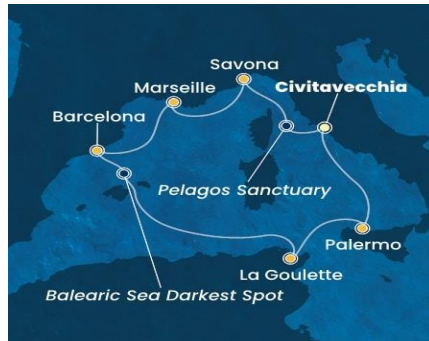 Savona
Marseille
Civitavecchia
Barcelona
Pelagos Sanctuary
Palermo
La Goulette
Balearic Sea Darkest Spot